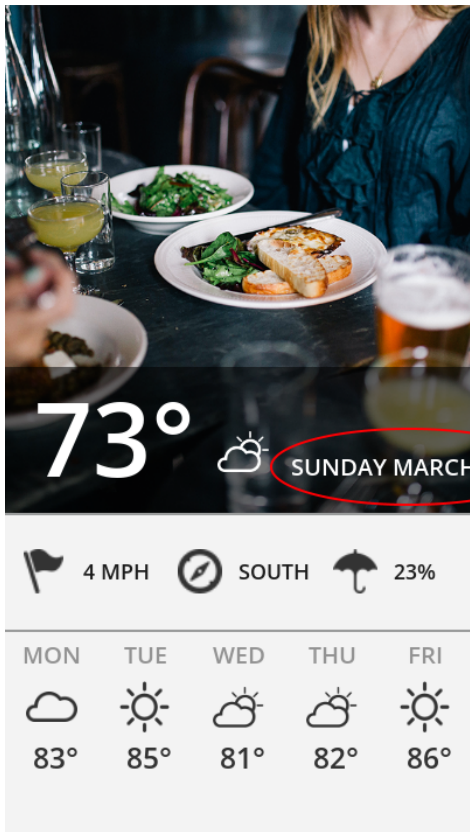 73°
SUNDAY MARCH
4 MPH SOUTH 23%
MON TUE WED THU FRI
83° 85° 81° 82° 86°